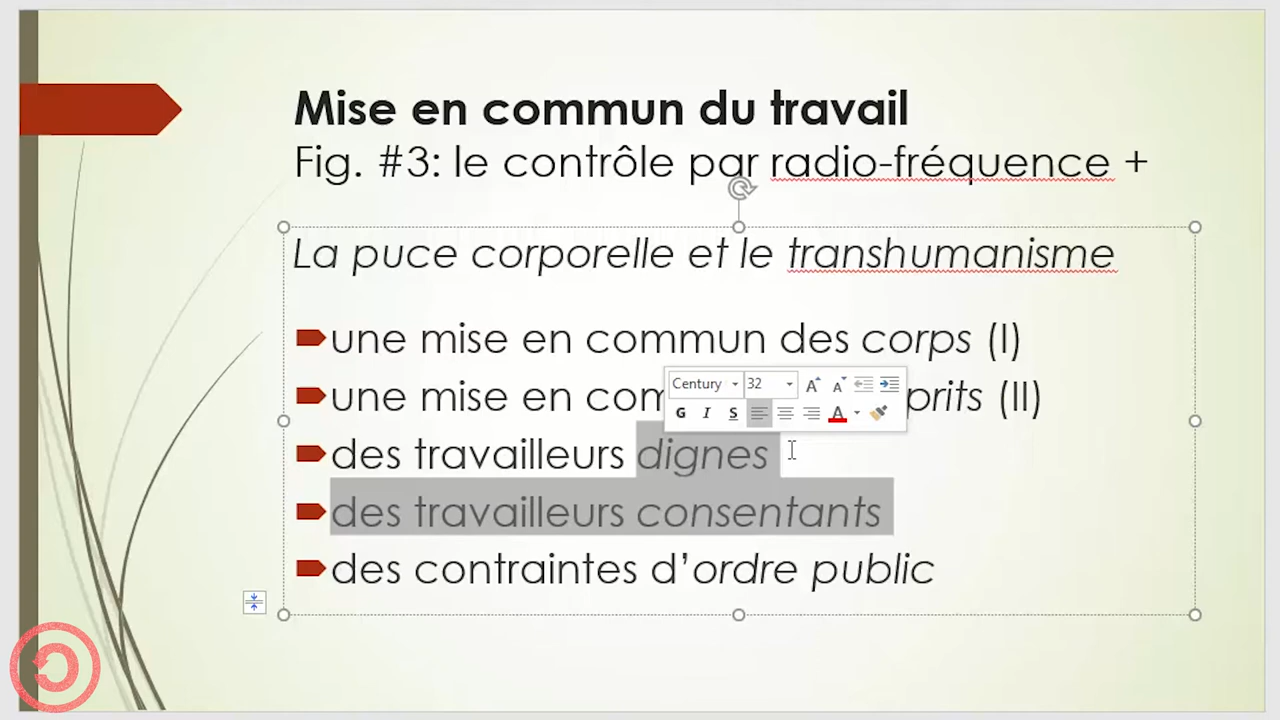 Mise en commun du travail
Fig. #3: le contrôle par radio-fréquence +
La puce corporelle et le transhumanisme
une mise en commun des corps (I)
Century 32
une mise en com prits (II)
G I S A
des travailleurs dignes
des travailleurs consentants
des contraintes d’ordre public